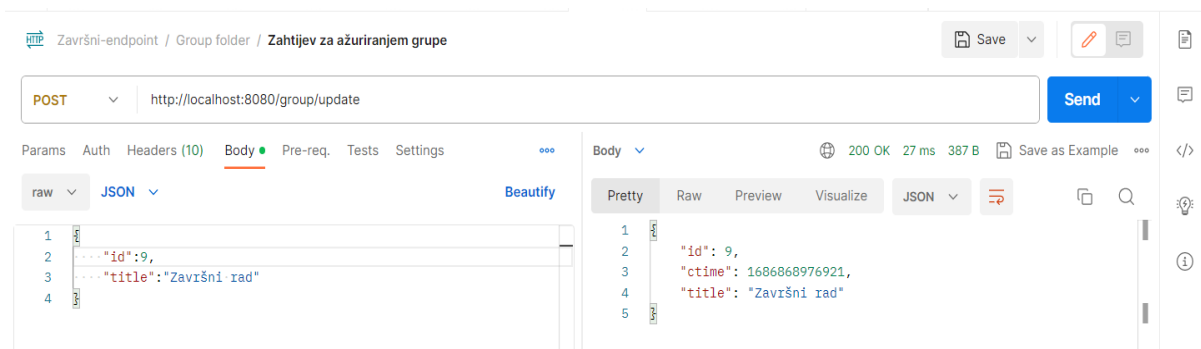 HTTP Završni-endpoint / Group folder / Zahtijev za ažuriranjem grupe Save
POST http://localhost:8080/group/update Send
Params Auth Headers (10) Body Pre-req. Tests Settings
raw JSON Beautify
1 {
2 "id":9,
3 "title":"Završni rad"
4 }
Body 200 OK 27 ms 387 B Save as Example
Pretty Raw Preview Visualize JSON
1 {
2 "id": 9,
3 "ctime": 1686868976921,
4 "title": "Završni rad"
5 }